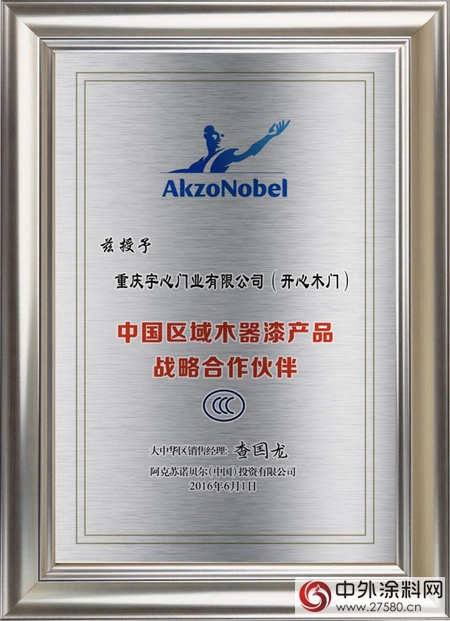 AkzoNobel
兹授予
重庆宇心门业有限公司（开心木门）
中国区域木器漆产品
战略合作伙伴
CCC
大中华区销售经理：查国龙
阿克苏诺贝尔（中国）投资有限公司
2016年6月1日
中外涂料网
www.27580.cn